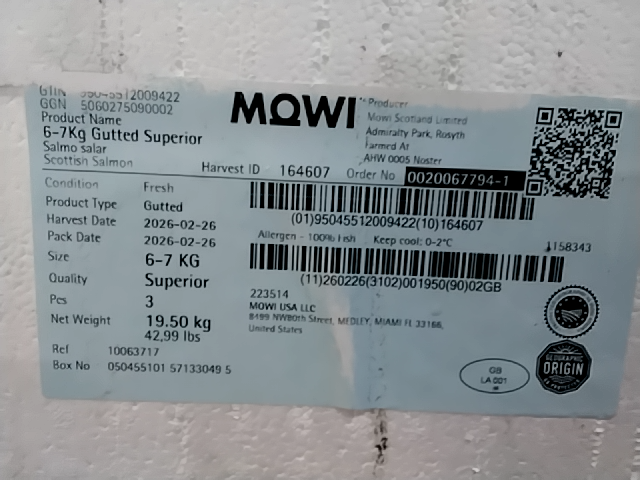 GTIN 95045512009422
GGN 5060275090002
Product Name
6-7Kg Gutted Superior
Salmo salar
Scottish Salmon
MOWI
Producer
Mowi Scotland Limited
Admiralty Park, Rosyth
Farmed At
AHW 0005 Noster
Harvest ID 164607 Order No 0020067794-1
Condition Fresh
Product Type Gutted
Harvest Date 2026-02-26
Pack Date 2026-02-26
Size 6-7 KG
Quality Superior
Pcs 3
Net Weight 19.50 kg
42,99 lbs
Ref 10063717
Box No 050455101 57133049 5
(01)95045512009422(10)164607
Allergen - 100% Fish Keep cool: 0-2°C
1158343
(11)260226(3102)001950(90)02GB
223514
MOWI USA LLC
8499 NW80th Street, MEDLEY, MIAMI FL 33166,
United States
GB
LA 001
GEOGRAPHIC
ORIGIN